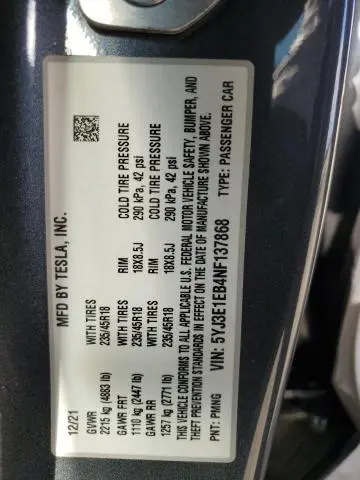 MFD BY TESLA, INC.
12/21
GVWR
2215 kg (4883 lb) WITH TIRES 235/45R18 RIM 18X8.5J COLD TIRE PRESSURE 290 kPa, 42 psi
GAWR FRT
1110 kg (2447 lb) WITH TIRES 235/45R18 RIM 18X8.5J COLD TIRE PRESSURE 290 kPa, 42 psi
GAWR RR
1257 kg (2771 lb)
THIS VEHICLE CONFORMS TO ALL APPLICABLE U.S. FEDERAL MOTOR VEHICLE SAFETY, BUMPER, AND
THEFT PREVENTION STANDARDS IN EFFECT ON THE DATE OF MANUFACTURE SHOWN ABOVE.
VIN: 5YJ3E1EB4NF137868
PNT: PMNG TYPE: PASSENGER CAR